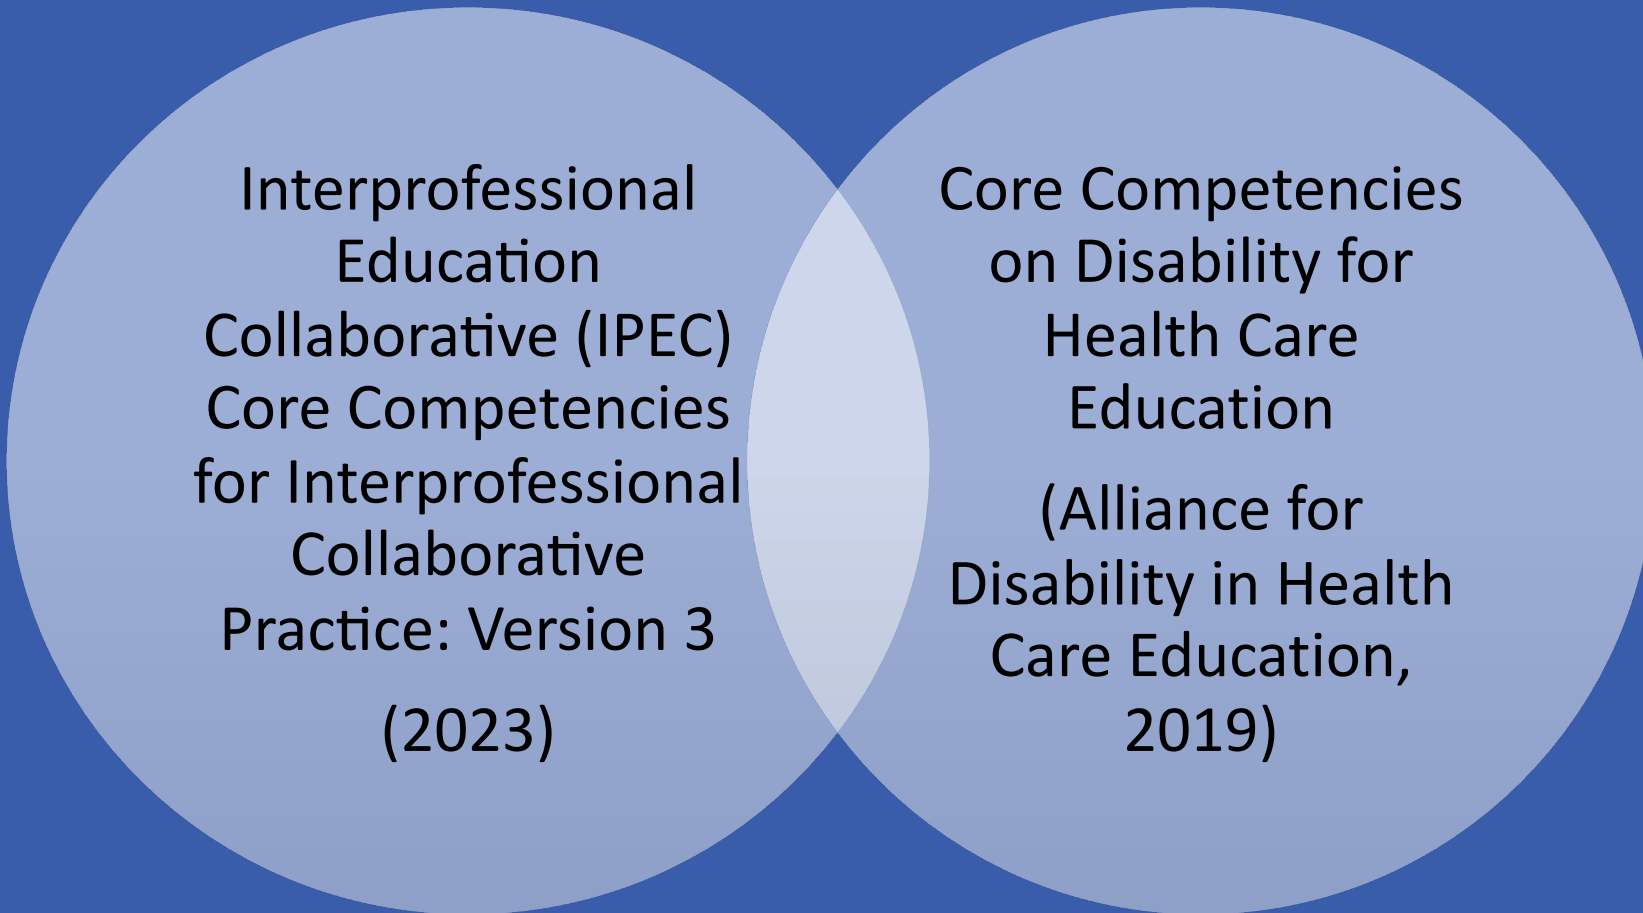 Interprofessional
Education
Collaborative (IPEC)
Core Competencies
for Interprofessional
Collaborative
Practice: Version 3
(2023)
Core Competencies
on Disability for
Health Care
Education
(Alliance for
Disability in Health
Care Education,
2019)